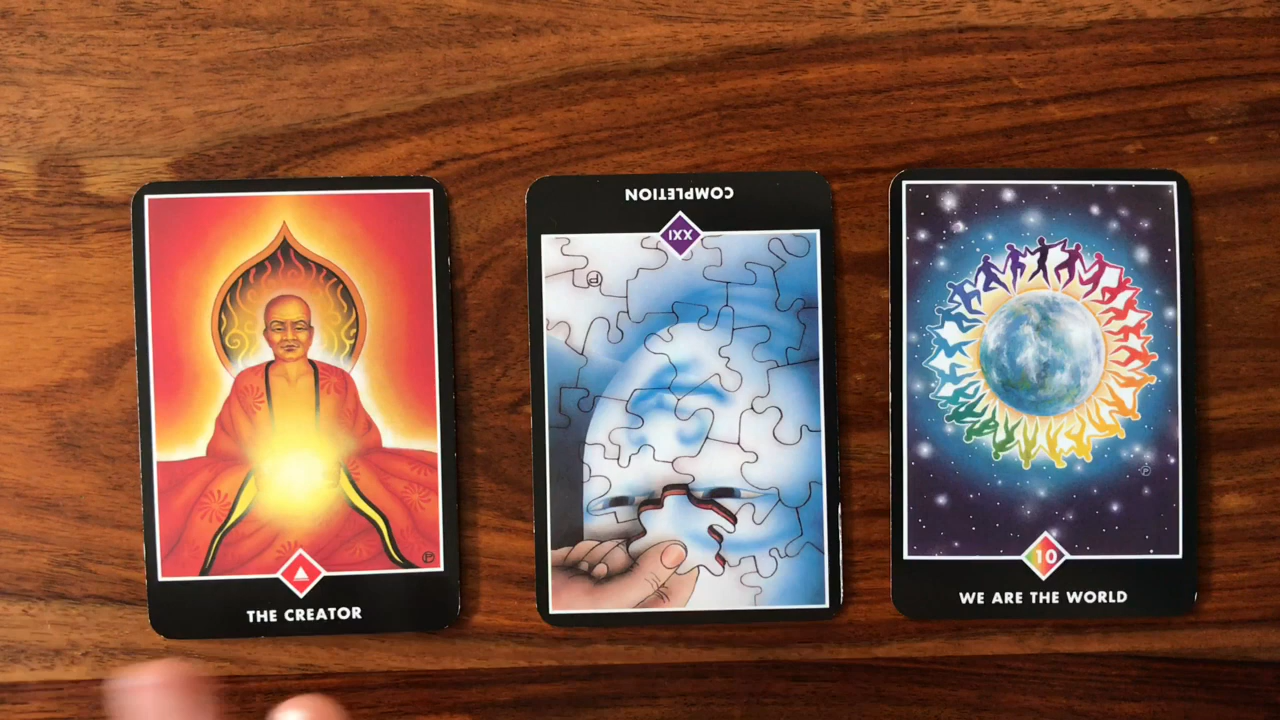 THE CREATOR
COMPLETION
XXI
10
WE ARE THE WORLD